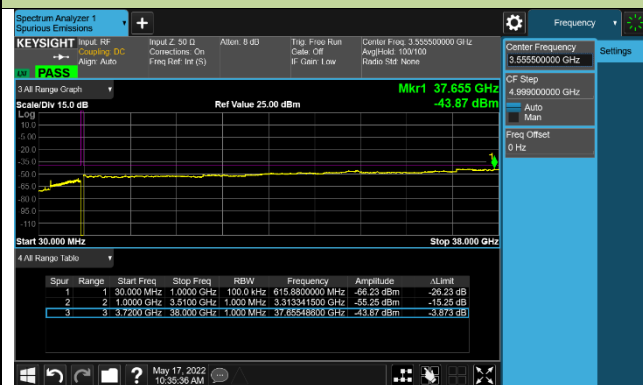 Spectrum Analyzer 1
Spurious Emissions
Frequency
KEYSIGHT
Input: RF
Coupling: DC
Align: Auto
Input Z: 50 Ω
Corrections: On
Freq Ref: Int (S)
Atten: 8 dB
Trig: Free Run
Gate: Off
IF Gain: Low
Center Freq: 3.555500000 GHz
Avg|Hold: 100/100
Radio Std: None
PASS
Center Frequency
3.555500000 GHz
Settings
CF Step
4.999000000 GHz
Auto
Man
Freq Offset
0 Hz
3 All Range Graph
Mkr1 37.655 GHz
Scale/Div 15.0 dB
Ref Value 25.00 dBm
-43.87 dBm
Log
10.0
-5.00
-20.0
-35.0
-50.0
-65.0
-80.0
-95.0
-110
1
Start 30.000 MHz
Stop 38.000 GHz
4 All Range Table
Spur Range Start Freq Stop Freq RBW Frequency Amplitude ΔLimit
1 1 30.000 MHz 1.0000 GHz 100.0 kHz 615.8800000 MHz -66.23 dBm -26.23 dB
2 2 1.0000 GHz 3.5100 GHz 1.000 MHz 3.313341500 GHz -55.25 dBm -15.25 dB
3 3 3.7200 GHz 38.000 GHz 1.000 MHz 37.65548600 GHz -43.87 dBm -3.873 dB
?
May 17, 2022
10:35:36 AM